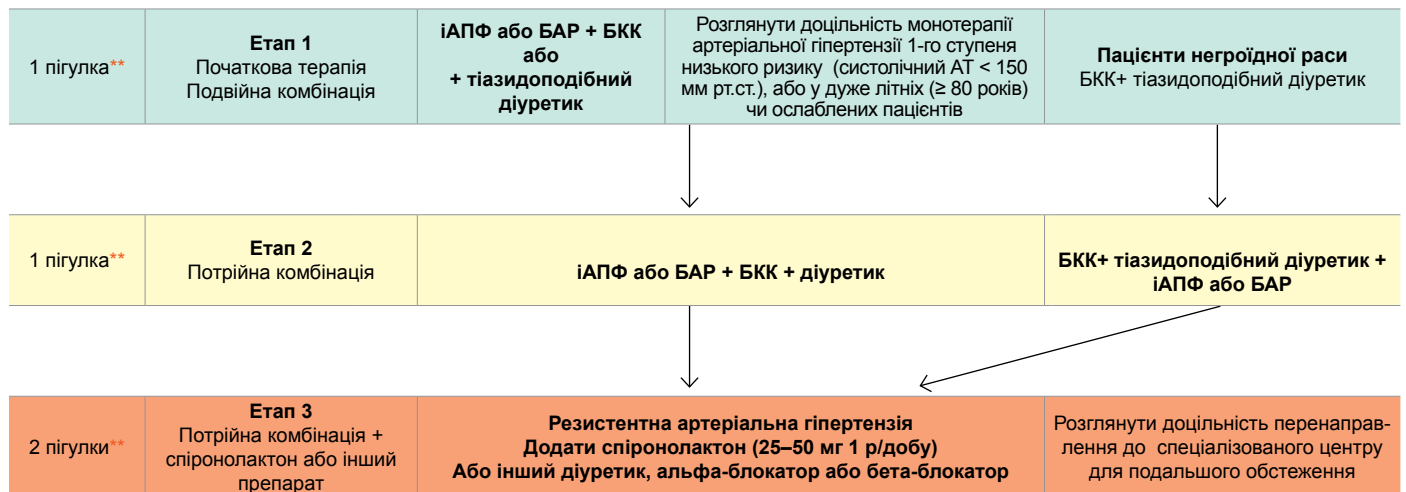 1 пігулка**
Етап 1
Початкова терапія
Подвійна комбінація
іАПФ або БАР + БКК
або
+ тіазидоподібний
діуретик
Розглянути доцільність монотерапії
артеріальної гіпертензії 1-го ступеня
низького ризику (систолічний АТ < 150
мм рт.ст.), або у дуже літніх (≥ 80 років)
чи ослаблених пацієнтів
Пацієнти негроїдної раси
БКК+ тіазидоподібний діуретик
1 пігулка**
Етап 2
Потрійна комбінація
іАПФ або БАР + БКК + діуретик
БКК+ тіазидоподібний діуретик +
іАПФ або БАР
2 пігулки**
Етап 3
Потрійна комбінація +
спіронолактон або інший
препарат
Резистентна артеріальна гіпертензія
Додати спіронолактон (25–50 мг 1 р/добу)
Або інший діуретик, альфа-блокатор або бета-блокатор
Розглянути доцільність перенаправ-
лення до спеціалізованого центру
для подальшого обстеження